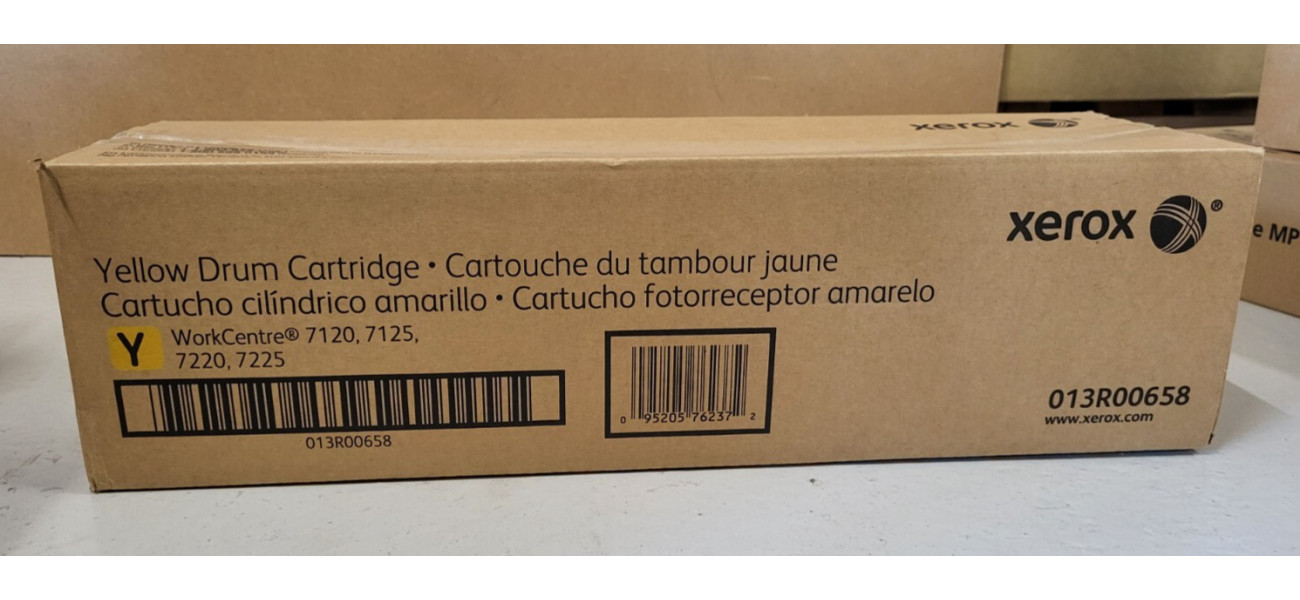 xerox
xerox ®
Yellow Drum Cartridge • Cartouche du tambour jaune
Cartucho cilíndrico amarillo • Cartucho fotorreceptor amarelo
Y
WorkCentre® 7120, 7125,
7220, 7225
013R00658
0 95205 76237 2
013R00658
www.xerox.com
e MP